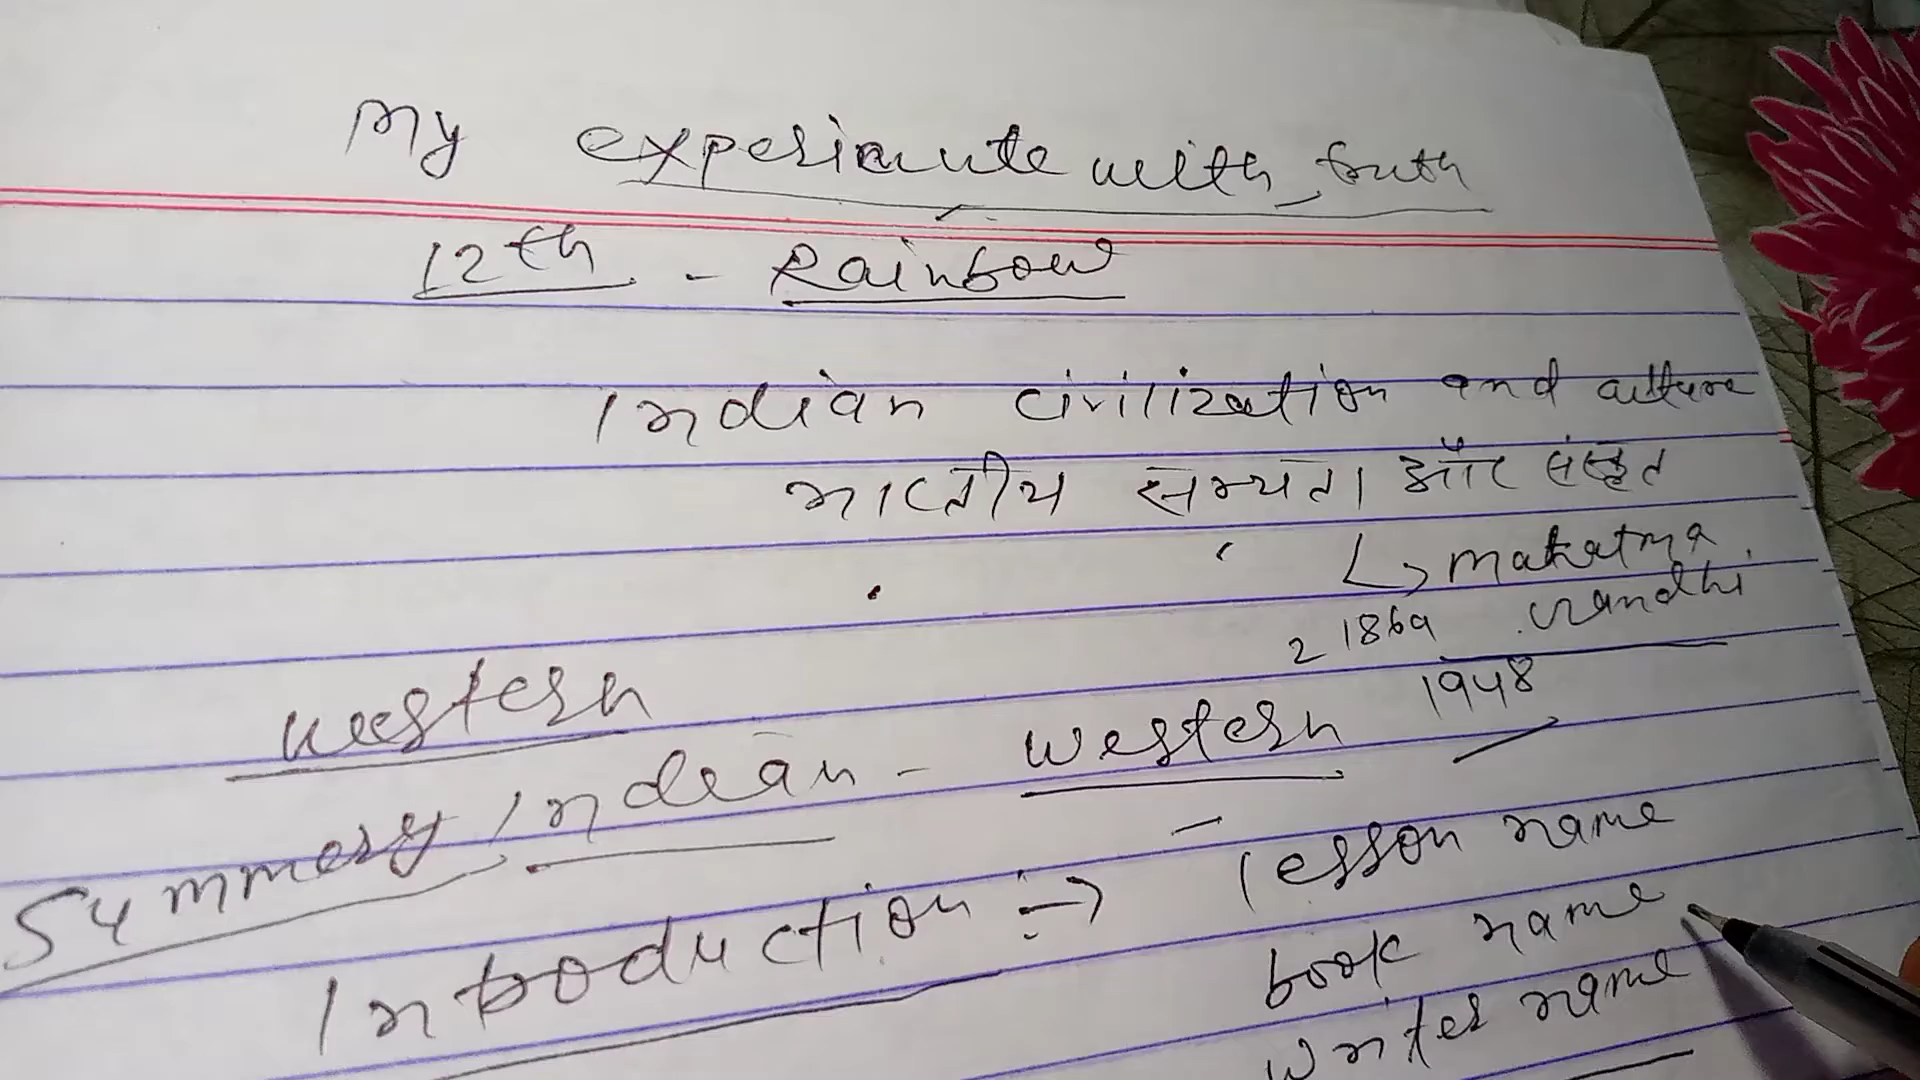 My experiaute with truth
12th - Rainbow
Indian civilization and culture
भारतीय सभ्यता और संस्कृत
↳ Mahatma
Gandhi
2 1869
1948
western
Summery Indian - western
Introduction :→ - lesson name
book name
writer name